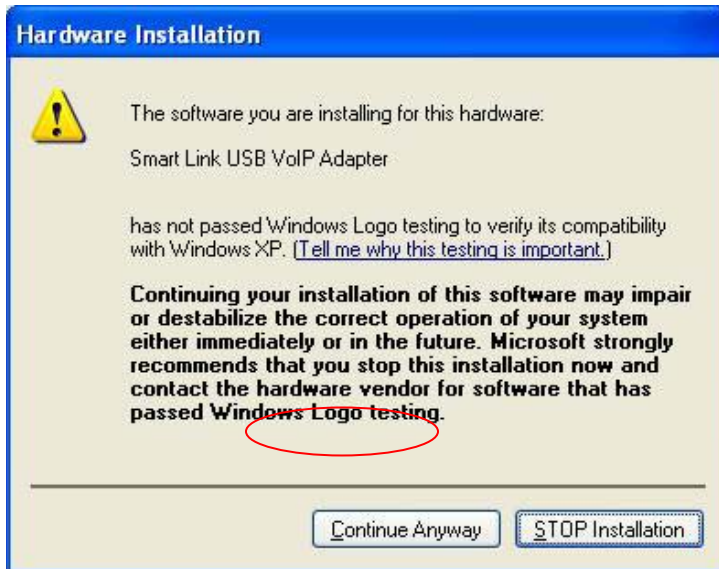 Hardware Installation
The software you are installing for this hardware:
Smart Link USB VoIP Adapter
has not passed Windows Logo testing to verify its compatibility
with Windows XP. (Tell me why this testing is important.)
Continuing your installation of this software may impair
or destabilize the correct operation of your system
either immediately or in the future. Microsoft strongly
recommends that you stop this installation now and
contact the hardware vendor for software that has
passed Windows Logo testing.
Continue Anyway
STOP Installation